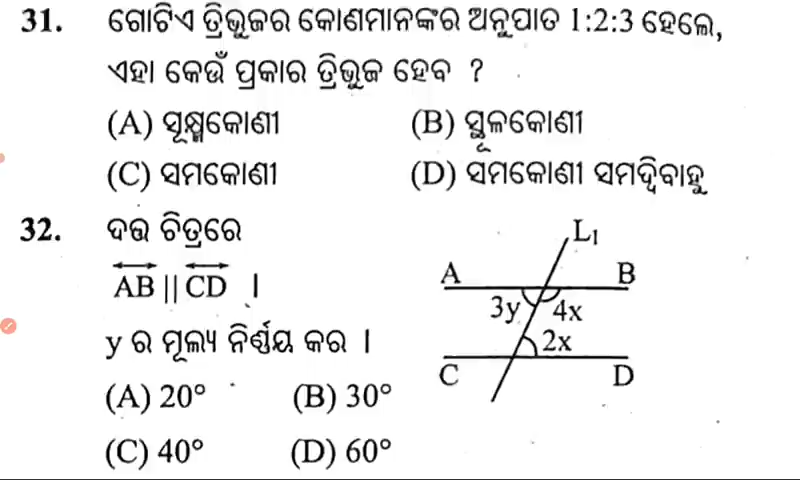 31. ଗୋଟିଏ ତ୍ରିଭୁଜର କୋଣମାନଙ୍କର ଅନୁପାତ 1:2:3 ହେଲେ,
ଏହା କେଉଁ ପ୍ରକାର ତ୍ରିଭୁଜ ହେବ ?
(A) ସୂକ୍ଷ୍ମକୋଣୀ (B) ସ୍ଥୂଳକୋଣୀ
(C) ସମକୋଣୀ (D) ସମକୋଣୀ ସମଦ୍ୱିବାହୁ
32. ଦତ୍ତ ଚିତ୍ରରେ
AB || CD ।
y ର ମୂଲ୍ୟ ନିର୍ଣ୍ଣୟ କର ।
(A) 20° (B) 30°
(C) 40° (D) 60°
L₁
A B
3y 4x
2x
C D